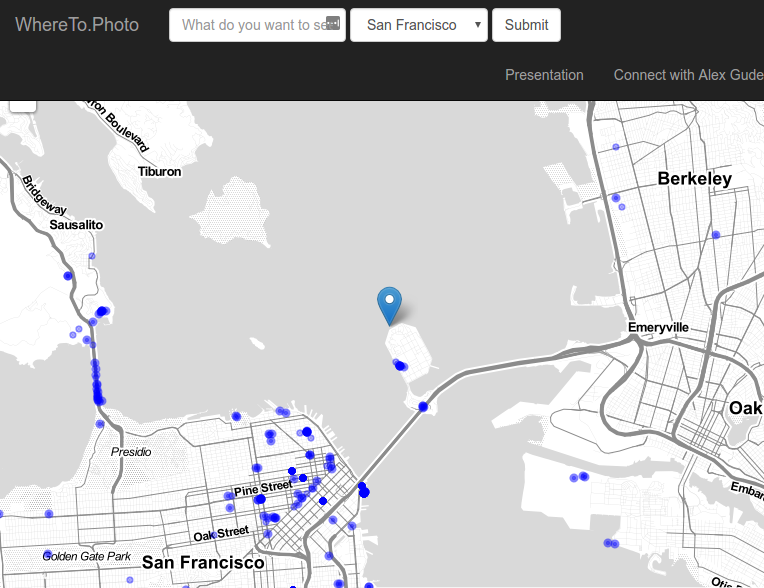 WhereTo.Photo
What do you want to se
San Francisco
Submit
Presentation
Connect with Alex Gude
Tiburon
Boulevard
Berkeley
Bridgeway
Sausalito
Emeryville
Oak
Presidio
Pine Street
Embar
Oak Street
Golden Gate Park
San Francisco
Otis